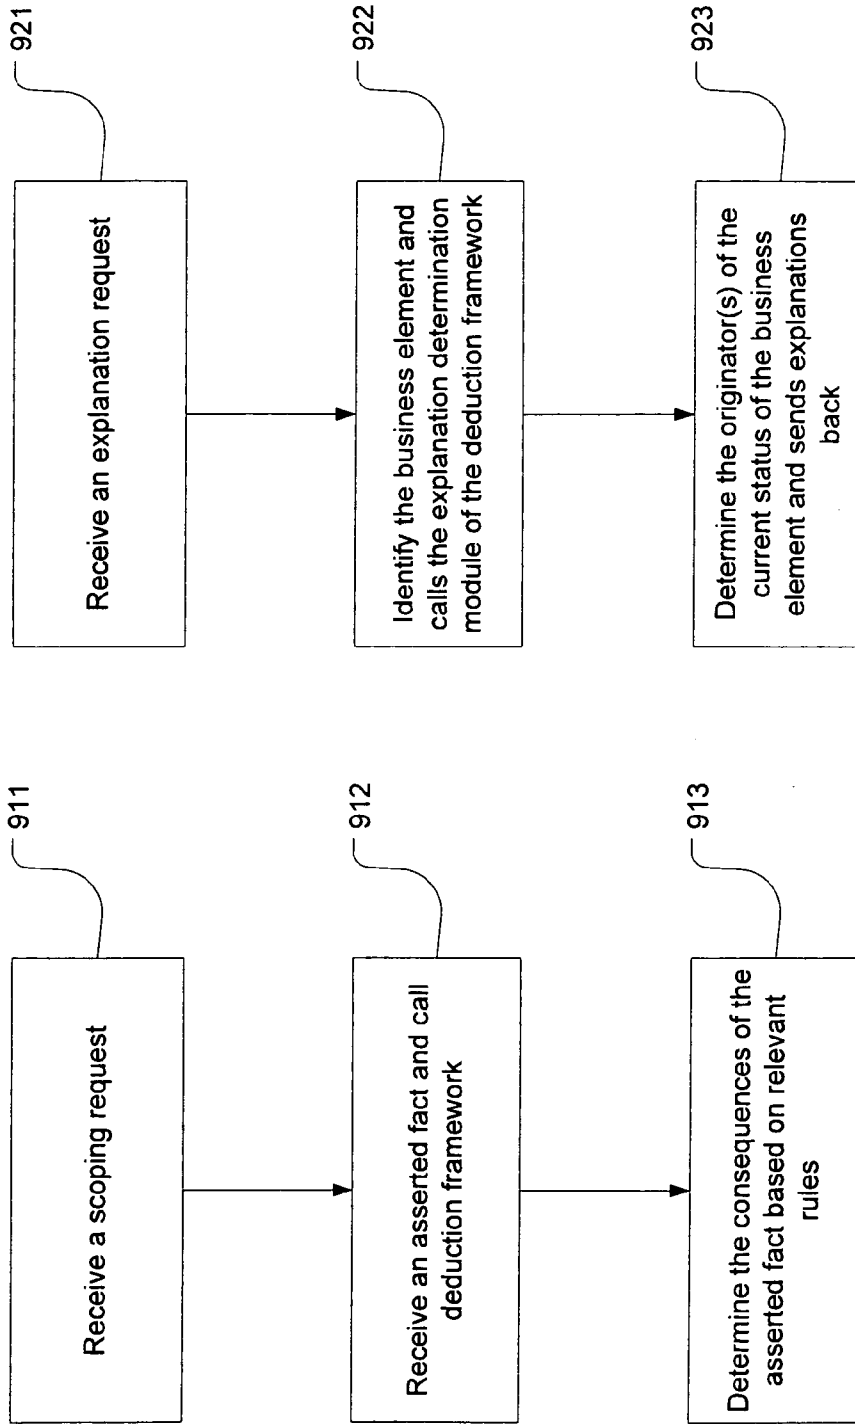 911
Receive a scoping request
912
Receive an asserted fact and call
deduction framework
913
Determine the consequences of the
asserted fact based on relevant
rules
921
Receive an explanation request
922
Identify the business element and
calls the explanation determination
module of the deduction framework
923
Determine the originator(s) of the
current status of the business
element and sends explanations
back